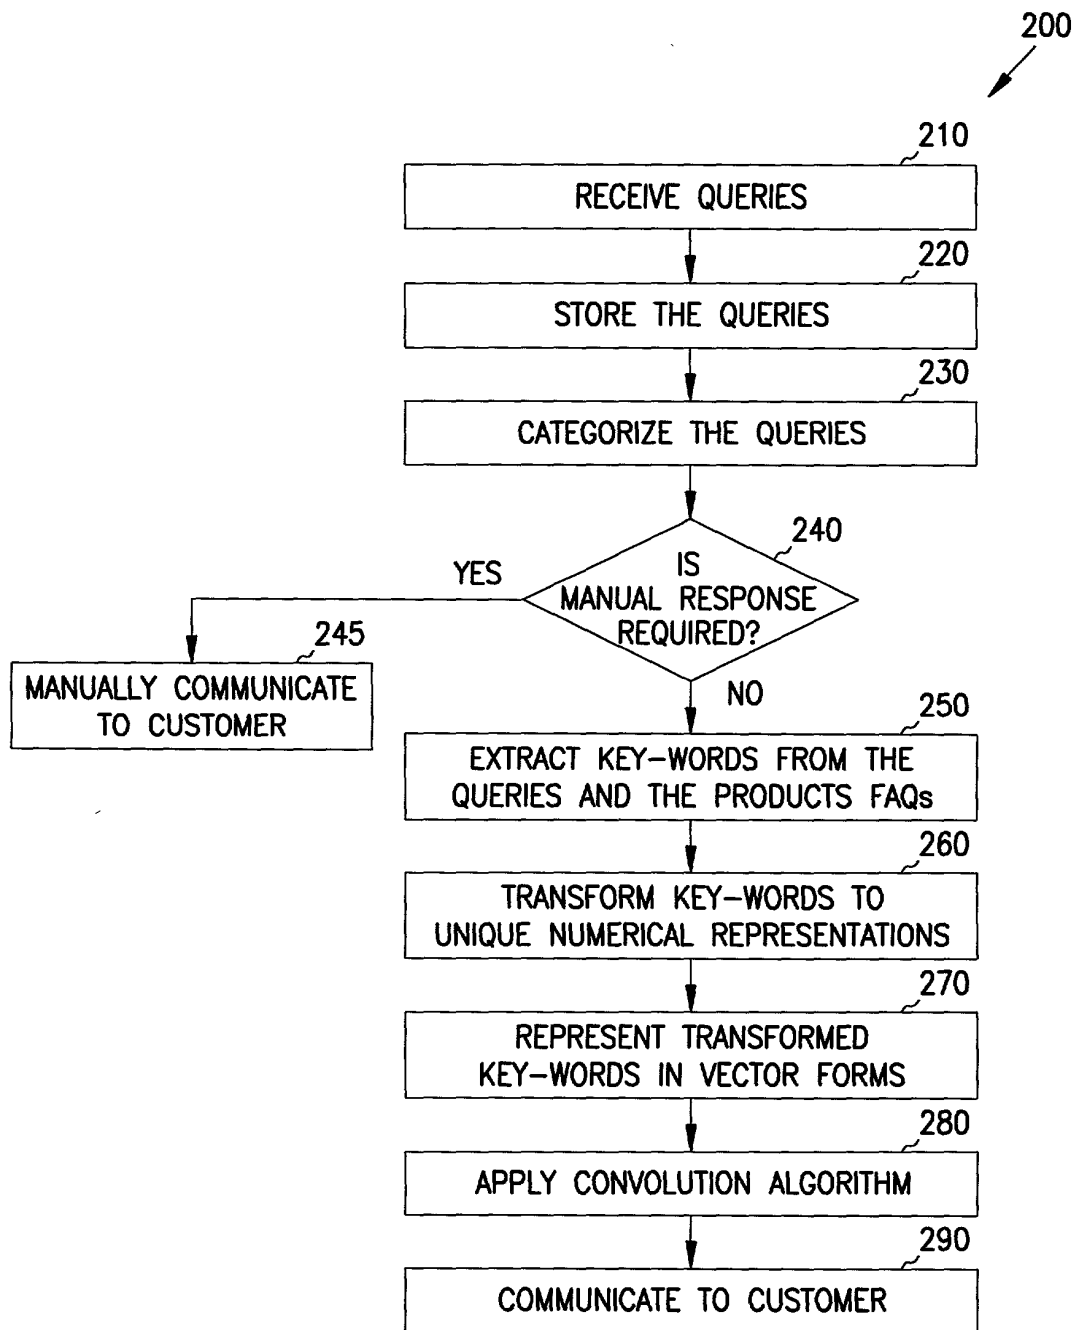 200
210
RECEIVE QUERIES
220
STORE THE QUERIES
230
CATEGORIZE THE QUERIES
240
IS
MANUAL RESPONSE
REQUIRED?
YES
245
MANUALLY COMMUNICATE
TO CUSTOMER
NO
250
EXTRACT KEY-WORDS FROM THE
QUERIES AND THE PRODUCTS FAQs
260
TRANSFORM KEY-WORDS TO
UNIQUE NUMERICAL REPRESENTATIONS
270
REPRESENT TRANSFORMED
KEY-WORDS IN VECTOR FORMS
280
APPLY CONVOLUTION ALGORITHM
290
COMMUNICATE TO CUSTOMER